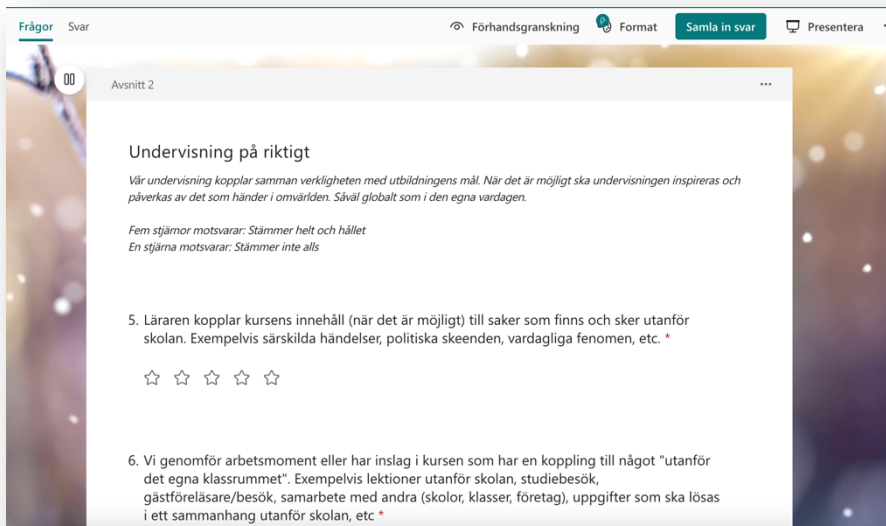 Frågor Svar Förhandsgranskning Format Samla in svar Presentera
Avsnitt 2
Undervisning på riktigt
Vår undervisning kopplar samman verkligheten med utbildningens mål. När det är möjligt ska undervisningen inspireras och
påverkas av det som händer i omvärlden. Såväl globalt som i den egna vardagen.
Fem stjärnor motsvarar: Stämmer helt och hållet
En stjärna motsvarar: Stämmer inte alls
5. Läraren kopplar kursens innehåll (när det är möjligt) till saker som finns och sker utanför
skolan. Exempelvis särskilda händelser, politiska skeenden, vardagliga fenomen, etc. *
6. Vi genomför arbetsmoment eller har inslag i kursen som har en koppling till något "utanför
det egna klassrummet". Exempelvis lektioner utanför skolan, studiebesök,
gästföreläsare/besök, samarbete med andra (skolor, klasser, företag), uppgifter som ska lösas
i ett sammanhang utanför skolan, etc *